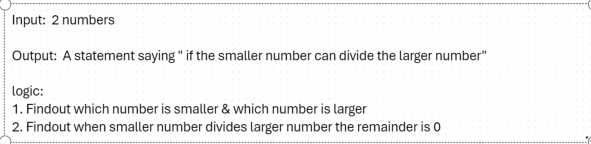 Input: 2 numbers
Output: A statement saying " if the smaller number can divide the larger number"
logic:
1. Findout which number is smaller & which number is larger
2. Findout when smaller number divides larger number the remainder is 0